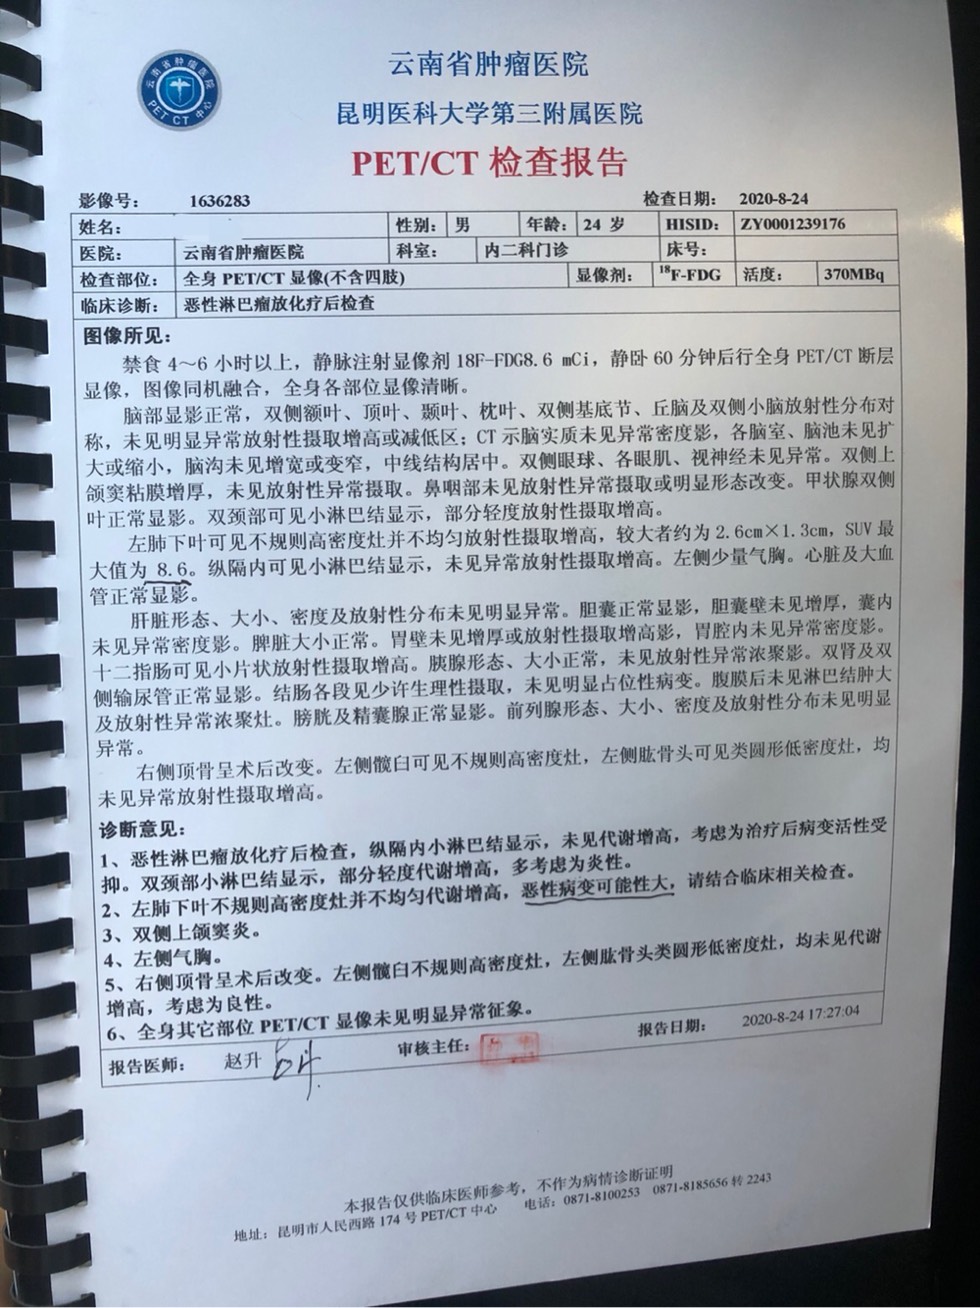 云南省肿瘤医院
PET CT 中心
云南省肿瘤医院
昆明医科大学第三附属医院
PET/CT 检查报告
影像号： 1636283 检查日期： 2020-8-24
姓名： 性别： 男 年龄： 24 岁 HISID： ZY0001239176
医院： 云南省肿瘤医院 科室： 内二科门诊 床号：
检查部位： 全身 PET/CT 显像(不含四肢) 显像剂： 18F-FDG 活度： 370MBq
临床诊断： 恶性淋巴瘤放化疗后检查
图像所见：
禁食 4～6 小时以上，静脉注射显像剂 18F-FDG8.6 mCi，静卧 60 分钟后行全身 PET/CT 断层
显像，图像同机融合，全身各部位显像清晰。
脑部显影正常，双侧额叶、顶叶、颞叶、枕叶、双侧基底节、丘脑及双侧小脑放射性分布对
称，未见明显异常放射性摄取增高或减低区；CT 示脑实质未见异常密度影，各脑室、脑池未见扩
大或缩小，脑沟未见增宽或变窄，中线结构居中。双侧眼球、各眼肌、视神经未见异常。双侧上
颌窦粘膜增厚，未见放射性异常摄取。鼻咽部未见放射性异常摄取或明显形态改变。甲状腺双侧
叶正常显影。双颈部可见小淋巴结显示，部分轻度放射性摄取增高。
左肺下叶可见不规则高密度灶并不均匀放射性摄取增高，较大者约为 2.6cm×1.3cm，SUV 最
大值为 8.6。纵隔内可见小淋巴结显示，未见异常放射性摄取增高。左侧少量气胸。心脏及大血
管正常显影。
肝脏形态、大小、密度及放射性分布未见明显异常。胆囊正常显影，胆囊壁未见增厚，囊内
未见异常密度影。脾脏大小正常。胃壁未见增厚或放射性摄取增高影，胃腔内未见异常密度影。
十二指肠可见小片状放射性摄取增高。胰腺形态、大小正常，未见放射性异常浓聚影。双肾及双
侧输尿管正常显影。结肠各段见少许生理性摄取，未见明显占位性病变。腹膜后未见淋巴结肿大
及放射性异常浓聚灶。膀胱及精囊腺正常显影。前列腺形态、大小、密度及放射性分布未见明显
异常。
右侧顶骨呈术后改变。左侧髋臼可见不规则高密度灶，左侧肱骨头可见类圆形低密度灶，均
未见异常放射性摄取增高。
诊断意见：
1、恶性淋巴瘤放化疗后检查，纵隔内小淋巴结显示，未见代谢增高，考虑为治疗后病变活性受
抑。双颈部小淋巴结显示，部分轻度代谢增高，多考虑为炎性。
2、左肺下叶不规则高密度灶并不均匀代谢增高，恶性病变可能性大，请结合临床相关检查。
3、双侧上颌窦炎。
4、左侧气胸。
5、右侧顶骨呈术后改变。左侧髋臼不规则高密度灶，左侧肱骨头类圆形低密度灶，均未见代谢
增高，考虑为良性。
6、全身其它部位 PET/CT 显像未见明显异常征象。
报告医师： 赵升 审核主任： 报告日期： 2020-8-24 17:27:04
本报告仅供临床医师参考，不作为病情诊断证明
地址：昆明市人民西路 174 号 PET/CT 中心 电话：0871-8100253 0871-8185656 转 2243